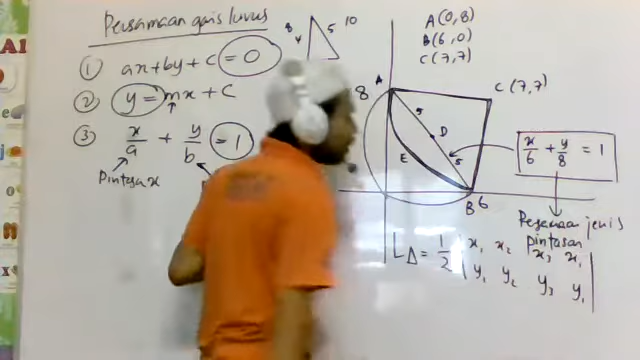 Persamaan garis lurus
① ax+by+c = 0
② y = mx + c
③ x/a + y/b = 1
Pintasan x
8 5 10
A(0,8)
B(6,0)
C(7,7)
8 A
C (7,7)
5
D
E
5
B 6
x/6 + y/8 = 1
Persamaan jenis
pintasan
L△ = 1/2 | x₁ x₂ x₃ x₁ |
y₁ y₂ y₃ y₁